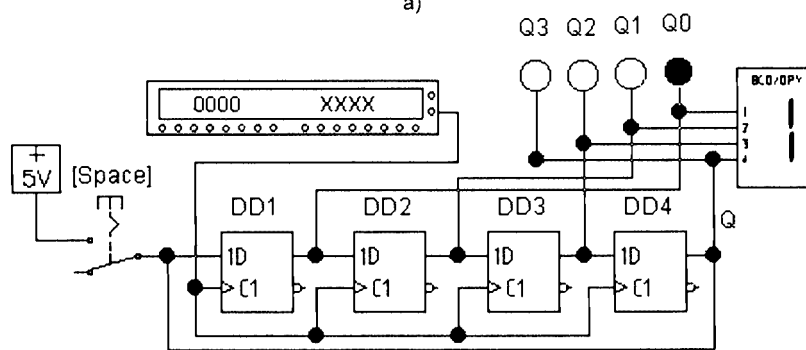 a)
Q3 Q2 Q1 Q0
BCD/DPY
0000 XXXX
1
2
3
4
+
5V
[Space]
DD1 DD2 DD3 DD4
Q
1D 1D 1D 1D
C1 C1 C1 C1